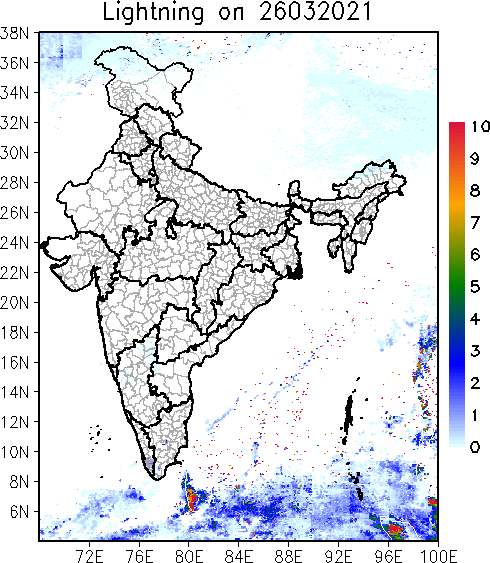 Lightning on 26032021
38N
36N
34N
32N
30N
28N
26N
24N
22N
20N
18N
16N
14N
12N
10N
8N
6N
72E 76E 80E 84E 88E 92E 96E 100E
10
9
8
7
6
5
4
3
2
1
0